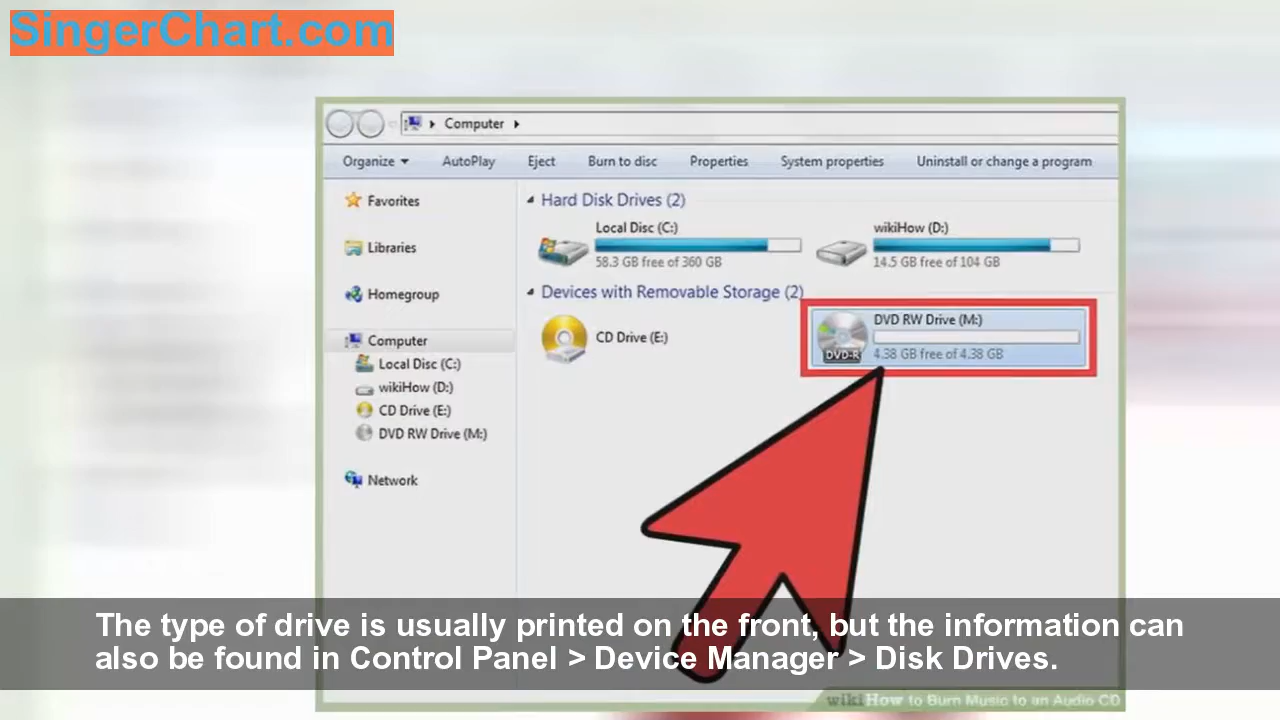 SingerChart.com
Computer
Organize AutoPlay Eject Burn to disc Properties System properties Uninstall or change a program
Favorites
Libraries
Homegroup
Computer
Local Disc (C:)
wikiHow (D:)
CD Drive (E:)
DVD RW Drive (M:)
Network
Hard Disk Drives (2)
Local Disc (C:)
58.3 GB free of 360 GB
wikiHow (D:)
14.5 GB free of 104 GB
Devices with Removable Storage (2)
CD Drive (E:)
DVD RW Drive (M:)
DVD-R
4.38 GB free of 4.38 GB
The type of drive is usually printed on the front, but the information can
also be found in Control Panel > Device Manager > Disk Drives.
wikiHow to Burn Music to an Audio CD